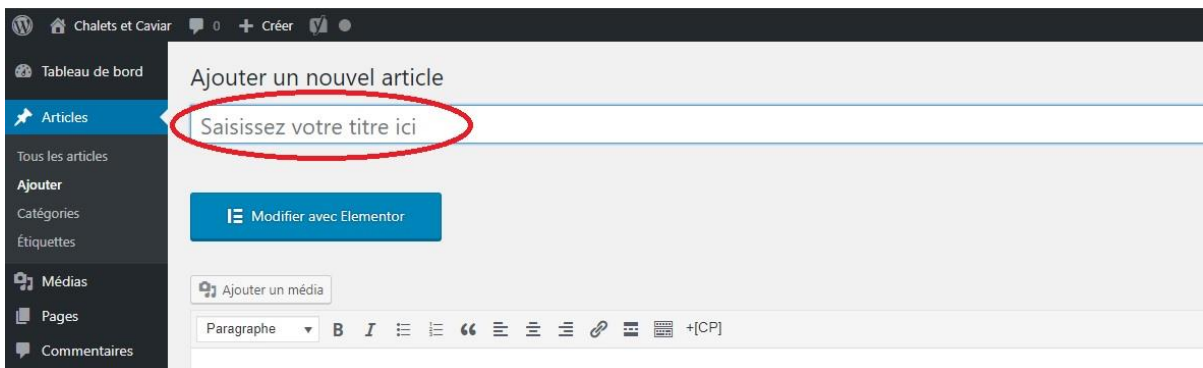 Chalets et Caviar 0 + Créer
Tableau de bord
Ajouter un nouvel article
Articles
Saisissez votre titre ici
Tous les articles
Ajouter
Catégories
Étiquettes
Modifier avec Elementor
Médias
Ajouter un média
Pages
Paragraphe B I +[CP]
Commentaires